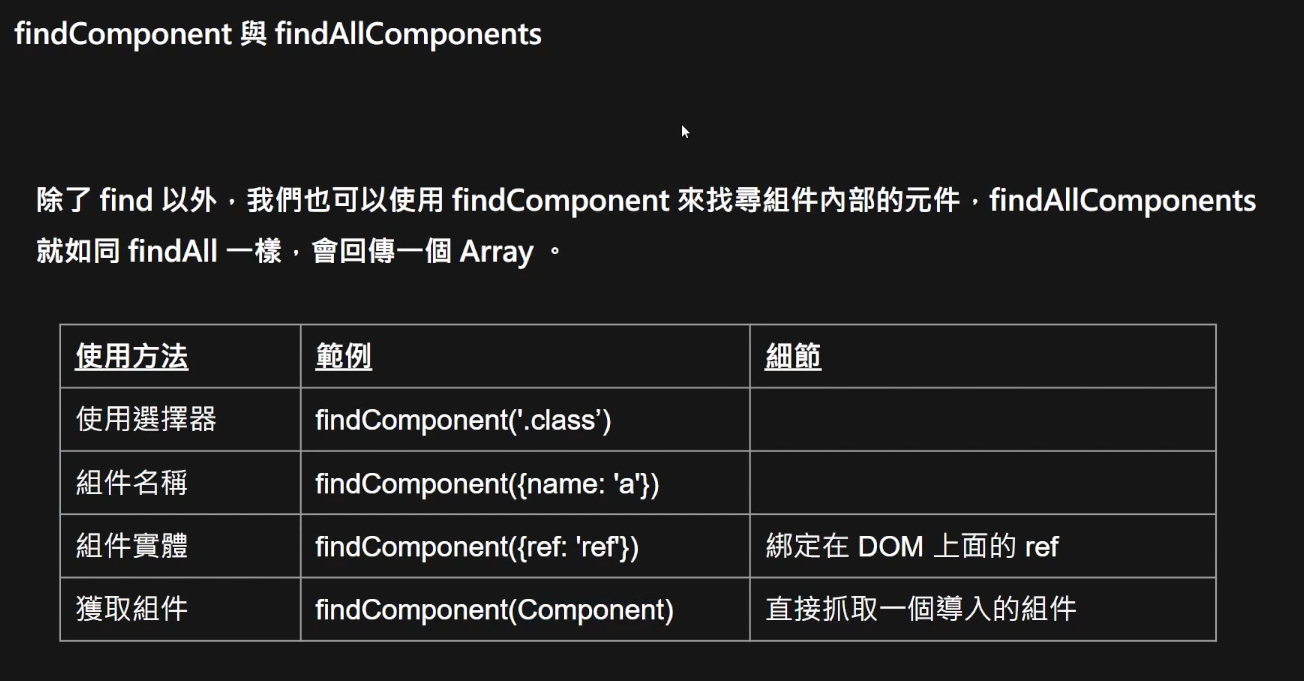 findComponent 與 findAllComponents
除了 find 以外，我們也可以使用 findComponent 來找尋組件內部的元件，findAllComponents
就如同 findAll 一樣，會回傳一個 Array 。
使用方法 範例 細節
使用選擇器 findComponent('.class’)
組件名稱 findComponent({name: 'a'})
組件實體 findComponent({ref: 'ref'}) 綁定在 DOM 上面的 ref
獲取組件 findComponent(Component) 直接抓取一個導入的組件